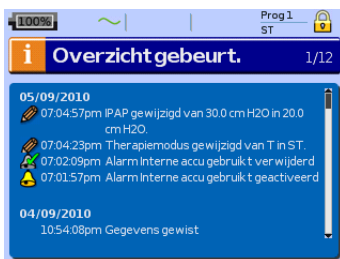 100%
Prog 1
ST
i Overzicht gebeurt. 1/12
05/09/2010
07:04:57pm IPAP gewijzigd van 30.0 cm H2O in 20.0
cm H2O.
07:04:23pm Therapiemodus gewijzigd van T in ST.
07:02:09pm Alarm Interne accu gebruikt verwijderd
07:01:57pm Alarm Interne accu gebruikt geactiveerd
04/09/2010
10:54:08pm Gegevens gewist